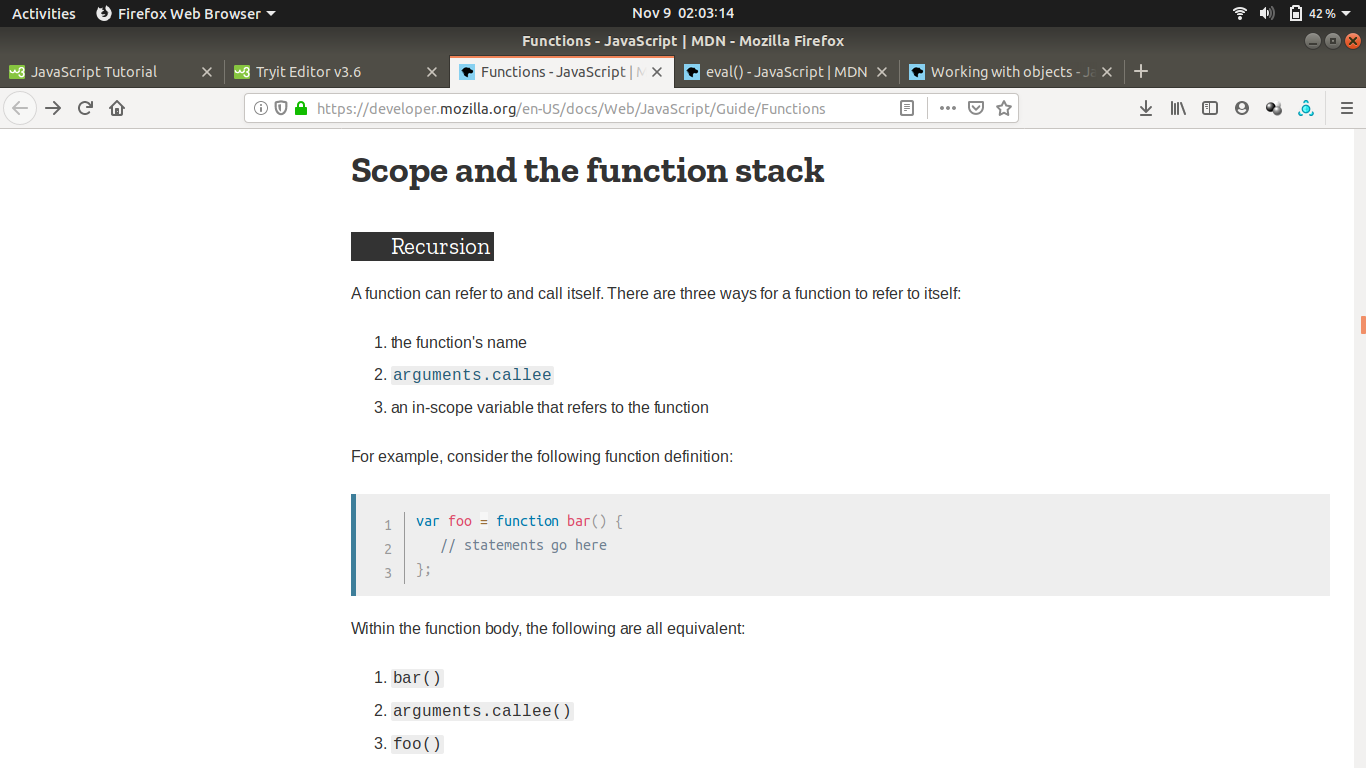 Activities Firefox Web Browser Nov 9 02:03:14 42%
Functions - JavaScript | MDN - Mozilla Firefox
JavaScript Tutorial Tryit Editor v3.6 Functions - JavaScript | M eval() - JavaScript | MDN Working with objects - Ja
https://developer.mozilla.org/en-US/docs/Web/JavaScript/Guide/Functions
Scope and the function stack
Recursion
A function can refer to and call itself. There are three ways for a function to refer to itself:
1. the function's name
2. arguments.callee
3. an in-scope variable that refers to the function
For example, consider the following function definition:
1 var foo = function bar() {
2 // statements go here
3 };
Within the function body, the following are all equivalent:
1. bar()
2. arguments.callee()
3. foo()